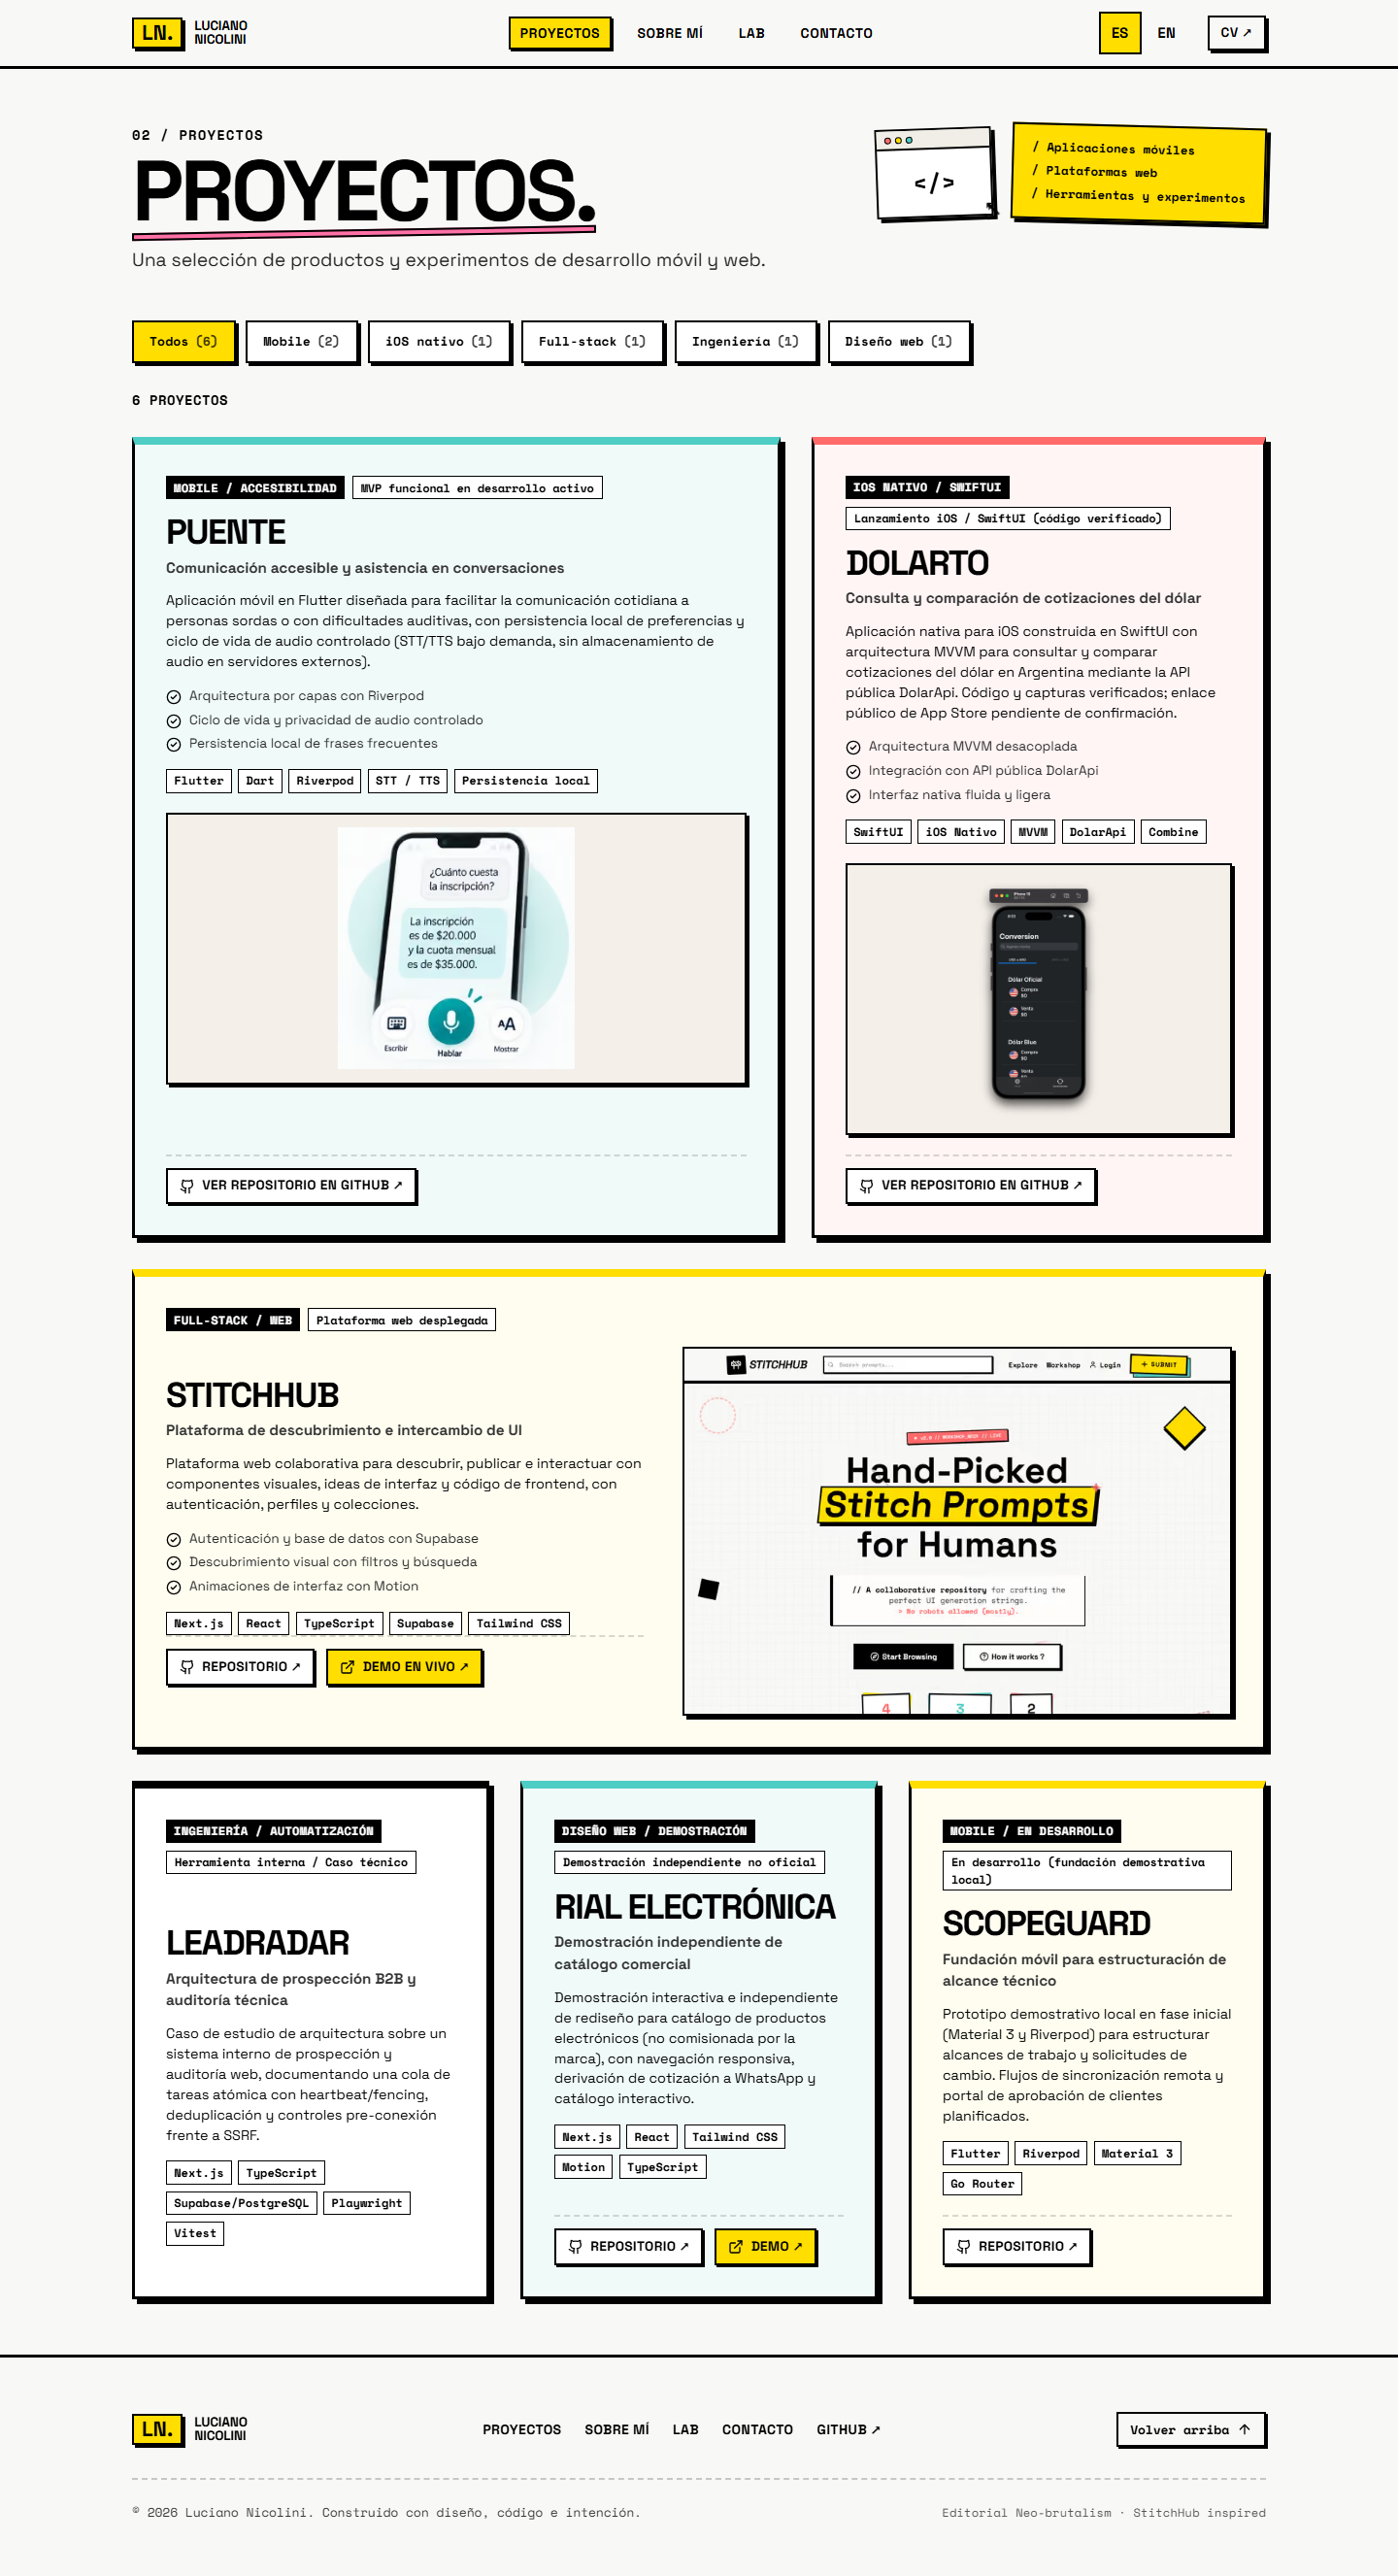 LN. LUCIANO
NICOLINI
PROYECTOS SOBRE MÍ LAB CONTACTO
ES EN CV ↗
02 / PROYECTOS
PROYECTOS.
Una selección de productos y experimentos de desarrollo móvil y web.
</>
/ Aplicaciones móviles
/ Plataformas web
/ Herramientas y experimentos
Todos (6) Mobile (2) iOS nativo (1) Full-stack (1) Ingeniería (1) Diseño web (1)
6 PROYECTOS
MOBILE / ACCESIBILIDAD MVP funcional en desarrollo activo
PUENTE
Comunicación accesible y asistencia en conversaciones
Aplicación móvil en Flutter diseñada para facilitar la comunicación cotidiana a
personas sordas o con dificultades auditivas, con persistencia local de preferencias y
ciclo de vida de audio controlado (STT/TTS bajo demanda, sin almacenamiento de
audio en servidores externos).
Arquitectura por capas con Riverpod
Ciclo de vida y privacidad de audio controlado
Persistencia local de frases frecuentes
Flutter Dart Riverpod STT / TTS Persistencia local
¿Cuánto cuesta
la inscripción?
La inscripción
es de $20.000
y la cuota mensual
es de $35.000.
Escribir Hablar AA Mostrar
VER REPOSITORIO EN GITHUB ↗
IOS NATIVO / SWIFTUI
Lanzamiento iOS / SwiftUI (código verificado)
DOLARTO
Consulta y comparación de cotizaciones del dólar
Aplicación nativa para iOS construida en SwiftUI con
arquitectura MVVM para consultar y comparar
cotizaciones del dólar en Argentina mediante la API
pública DolarApi. Código y capturas verificados; enlace
público de App Store pendiente de confirmación.
Arquitectura MVVM desacoplada
Integración con API pública DolarApi
Interfaz nativa fluida y ligera
SwiftUI iOS Nativo MVVM DolarApi Combine
Conversion
Dólar Oficial
Compra
$0
Venta
$0
Dólar Blue
Compra
$0
Venta
VER REPOSITORIO EN GITHUB ↗
FULL-STACK / WEB Plataforma web desplegada
STITCHHUB
Plataforma de descubrimiento e intercambio de UI
Plataforma web colaborativa para descubrir, publicar e interactuar con
componentes visuales, ideas de interfaz y código de frontend, con
autenticación, perfiles y colecciones.
Autenticación y base de datos con Supabase
Descubrimiento visual con filtros y búsqueda
Animaciones de interfaz con Motion
Next.js React TypeScript Supabase Tailwind CSS
REPOSITORIO ↗ DEMO EN VIVO ↗
STITCHHUB Search prompts... Explore Workshop Login + SUBMIT
Hand-Picked
Stitch Prompts
for Humans
// A collaborative repository for crafting the
perfect UI generation strings.
> No robots allowed (mostly).
Start Browsing How it works ?
4 3 2
INGENIERÍA / AUTOMATIZACIÓN
Herramienta interna / Caso técnico
LEADRADAR
Arquitectura de prospección B2B y
auditoría técnica
Caso de estudio de arquitectura sobre un
sistema interno de prospección y
auditoría web, documentando una cola de
tareas atómica con heartbeat/fencing,
deduplicación y controles pre-conexión
frente a SSRF.
Next.js TypeScript
Supabase/PostgreSQL Playwright
Vitest
DISEÑO WEB / DEMOSTRACIÓN
Demostración independiente no oficial
RIAL ELECTRÓNICA
Demostración independiente de
catálogo comercial
Demostración interactiva e independiente
de rediseño para catálogo de productos
electrónicos (no comisionada por la
marca), con navegación responsiva,
derivación de cotización a WhatsApp y
catálogo interactivo.
Next.js React Tailwind CSS
Motion TypeScript
REPOSITORIO ↗ DEMO ↗
MOBILE / EN DESARROLLO
En desarrollo (fundación demostrativa
local)
SCOPEGUARD
Fundación móvil para estructuración de
alcance técnico
Prototipo demostrativo local en fase inicial
(Material 3 y Riverpod) para estructurar
alcances de trabajo y solicitudes de
cambio. Flujos de sincronización remota y
portal de aprobación de clientes
planificados.
Flutter Riverpod Material 3
Go Router
REPOSITORIO ↗
LN. LUCIANO
NICOLINI
PROYECTOS SOBRE MÍ LAB CONTACTO GITHUB ↗
Volver arriba ↑
© 2026 Luciano Nicolini. Construido con diseño, código e intención.
Editorial Neo-brutalism · StitchHub inspired